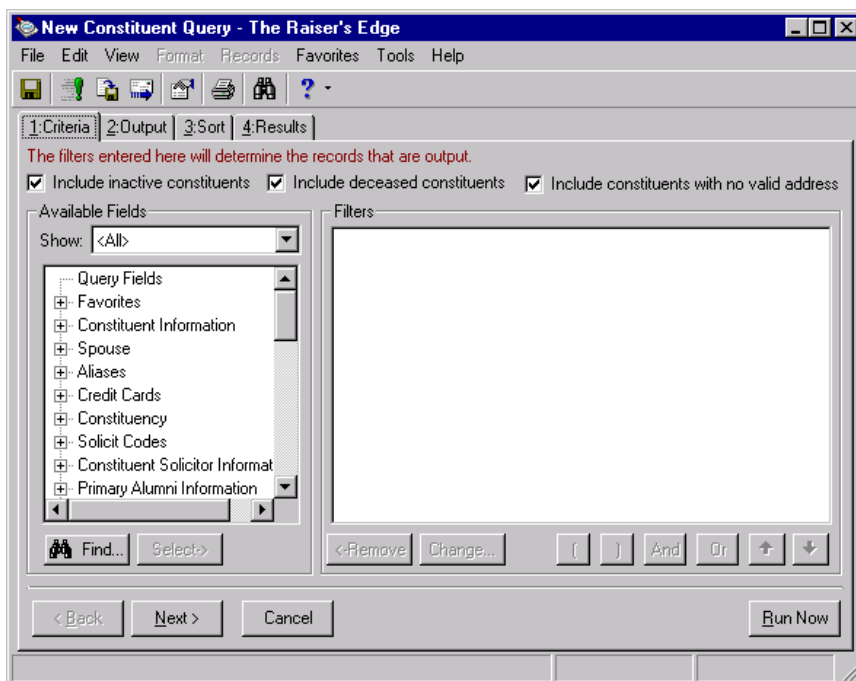 New Constituent Query - The Raiser's Edge
File Edit View Format Records Favorites Tools Help
1:Criteria 2:Output 3:Sort 4:Results
The filters entered here will determine the records that are output.
Include inactive constituents Include deceased constituents Include constituents with no valid address
Available Fields
Show: <All>
Query Fields
Favorites
Constituent Information
Spouse
Aliases
Credit Cards
Constituency
Solicit Codes
Constituent Solicitor Informat
Primary Alumni Information
Find... Select->
Filters
<-Remove Change... ( ) And Or
< Back Next > Cancel Run Now